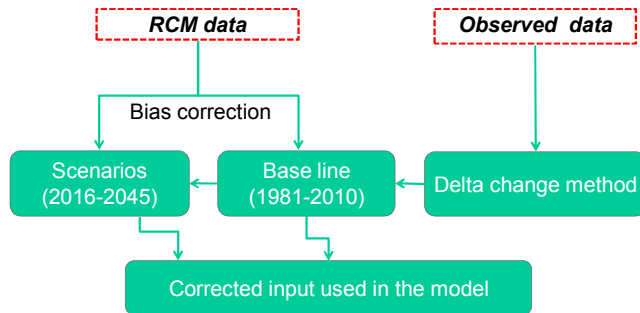 RCM data
Observed data
Bias correction
Scenarios
(2016-2045)
Base line
(1981-2010)
Delta change method
Corrected input used in the model